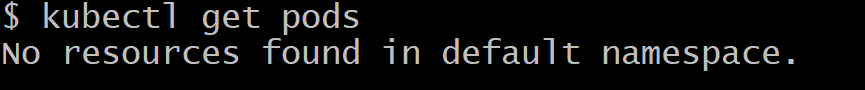 $ kubectl get pods
No resources found in default namespace.